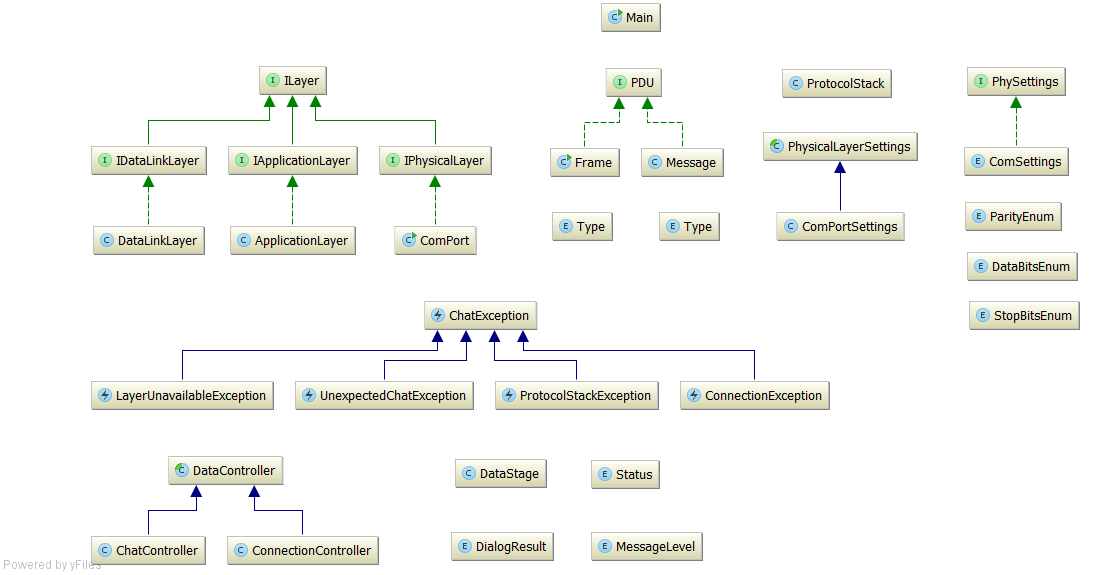 Main
ILayer
PDU
ProtocolStack
PhySettings
IDataLinkLayer
IApplicationLayer
IPhysicalLayer
Frame
Message
PhysicalLayerSettings
ComSettings
DataLinkLayer
ApplicationLayer
ComPort
Type
Type
ComPortSettings
ParityEnum
DataBitsEnum
StopBitsEnum
ChatException
LayerUnavailableException
UnexpectedChatException
ProtocolStackException
ConnectionException
DataController
DataStage
Status
ChatController
ConnectionController
DialogResult
MessageLevel
Powered by yFiles